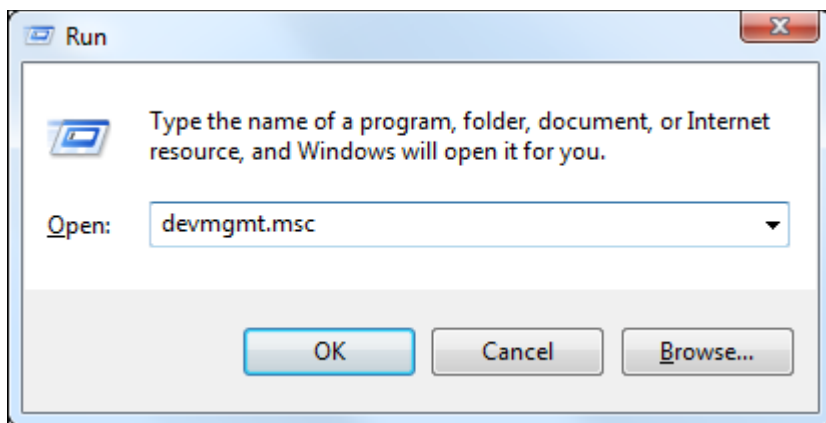 Run
Type the name of a program, folder, document, or Internet
resource, and Windows will open it for you.
Open: devmgmt.msc
OK Cancel Browse...